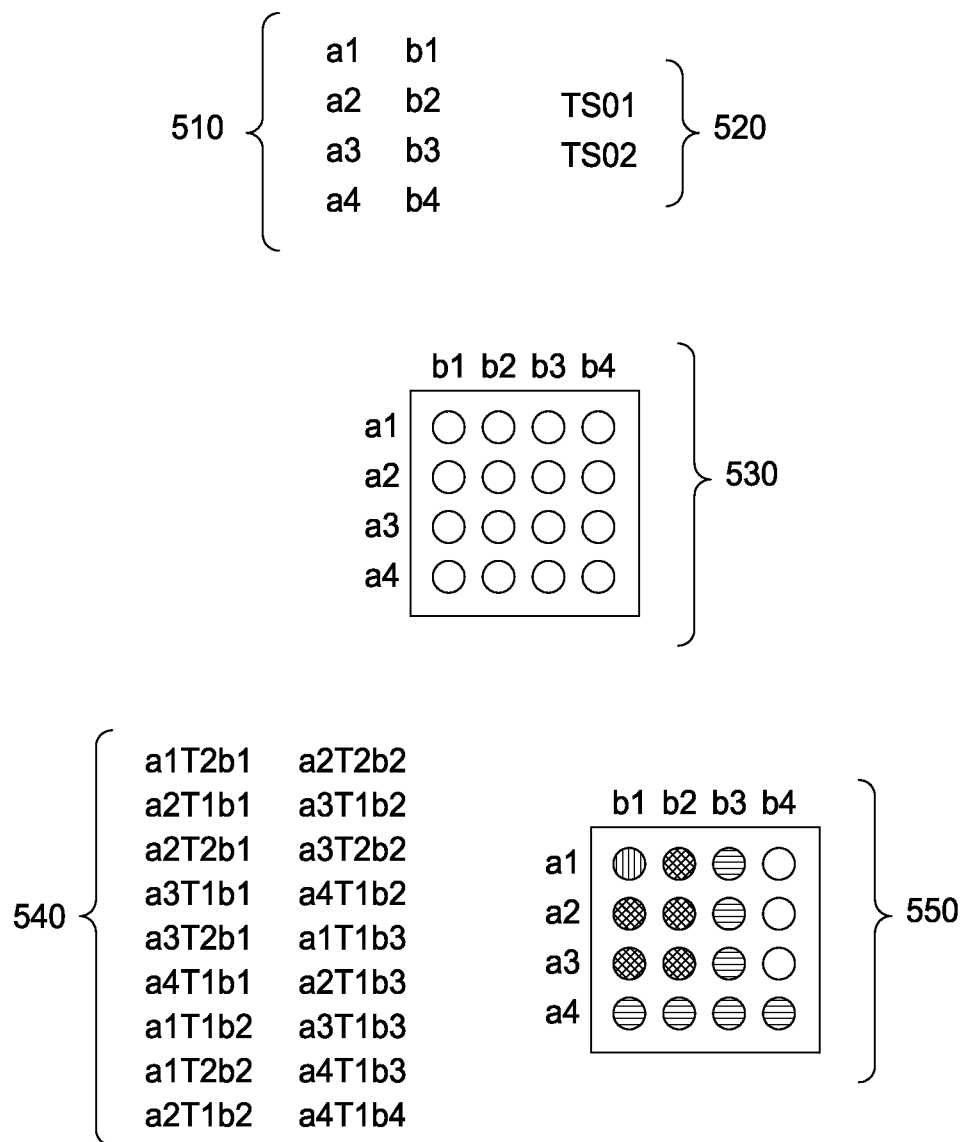 a1 b1
a2 b2 TS01
510 520
a3 b3 TS02
a4 b4
b1 b2 b3 b4
a1
a2
530
a3
a4
a1T2b1 a2T2b2
a2T1b1 a3T1b2
a2T2b1 a3T2b2
a3T1b1 a4T1b2
540
a3T2b1 a1T1b3
a4T1b1 a2T1b3
a1T1b2 a3T1b3
a1T2b2 a4T1b3
a2T1b2 a4T1b4
b1 b2 b3 b4
a1
a2
550
a3
a4